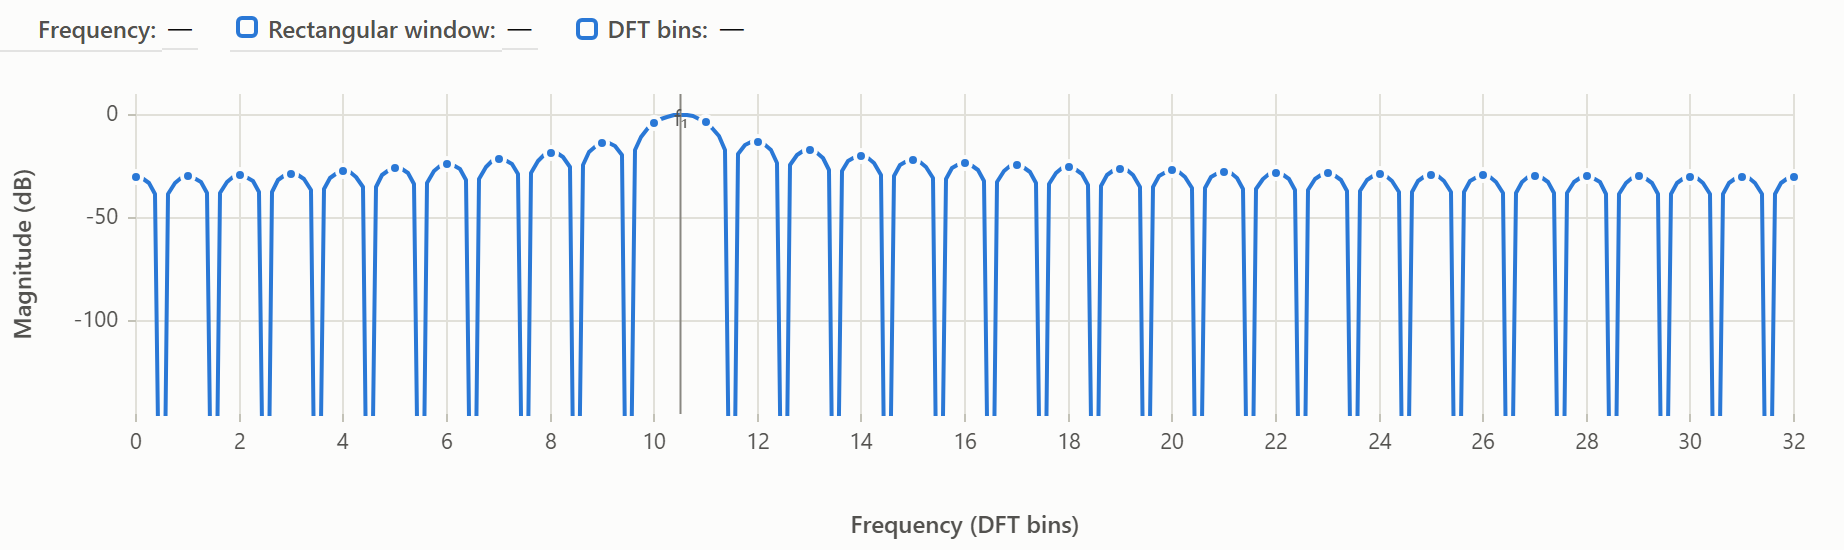 Frequency: — Rectangular window: — DFT bins: —
f₁
0
-50
-100
Magnitude (dB)
0 2 4 6 8 10 12 14 16 18 20 22 24 26 28 30 32
Frequency (DFT bins)